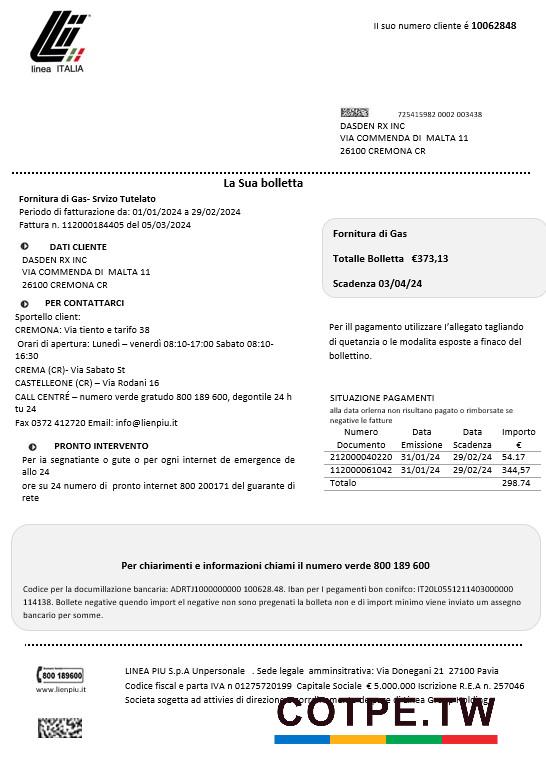 Il suo numero cliente é 10062848
linea ITALIA
725415982 0002 003438
DASDEN RX INC
VIA COMMENDA DI MALTA 11
26100 CREMONA CR
La Sua bolletta
Fornitura di Gas- Srvizo Tutelato
Periodo di fatturazione da: 01/01/2024 a 29/02/2024
Fattura n. 112000184405 del 05/03/2024
DATI CLIENTE
DASDEN RX INC
VIA COMMENDA DI MALTA 11
26100 CREMONA CR
PER CONTATTARCI
Sportello client:
CREMONA: Via tiento e tarifo 38
Orari di apertura: Lunedì – venerdì 08:10-17:00 Sabato 08:10-
16:30
CREMA (CR)- Via Sabato St
CASTELLEONE (CR) – Via Rodani 16
CALL CENTRÉ – numero verde gratudo 800 189 600, degontile 24 h
tu 24
Fax 0372 412720 Email: info@lienpiu.it
PRONTO INTERVENTO
Per ia segnatiante o gute o per ogni internet de emergence de
allo 24
ore su 24 numero di pronto internet 800 200171 del guarante di
rete
Fornitura di Gas
Totalle Bolletta €373,13
Scadenza 03/04/24
Per ill pagamento utilizzare l’allegato tagliando
di quetanzia o le modalita esposte a finaco del
bollettino.
SITUAZIONE PAGAMENTI
alla data orlerna non risultano pagato o rimborsate se
negative le fatture
Numero Data Data Importo
Documento Emissione Scadenza €
212000040220 31/01/24 29/02/24 54.17
112000061042 31/01/24 29/02/24 344,57
Totalo 298.74
Per chiarimenti e informazioni chiami il numero verde 800 189 600
Codice per la documillazione bancaria: ADRTJ1000000000 100628.48. Iban per I pegamenti bon conifco: IT20L0551211403000000
114138. Bollete negative quendo import el negative non sono pregenati la bolleta non e di import minimo viene inviato um assegno
bancario per somme.
800 189600
www.lienpiu.it
LINEA PIU S.p.A Unpersonale . Sede legale amminsitrativa: Via Donegani 21 27100 Pavia
Codice fiscal e parta IVA n 01275720199 Capitale Sociale € 5.000.000 Iscrizione R.E.A n. 257046
Societa sogetta ad attivies di direzione
COTPE.TW